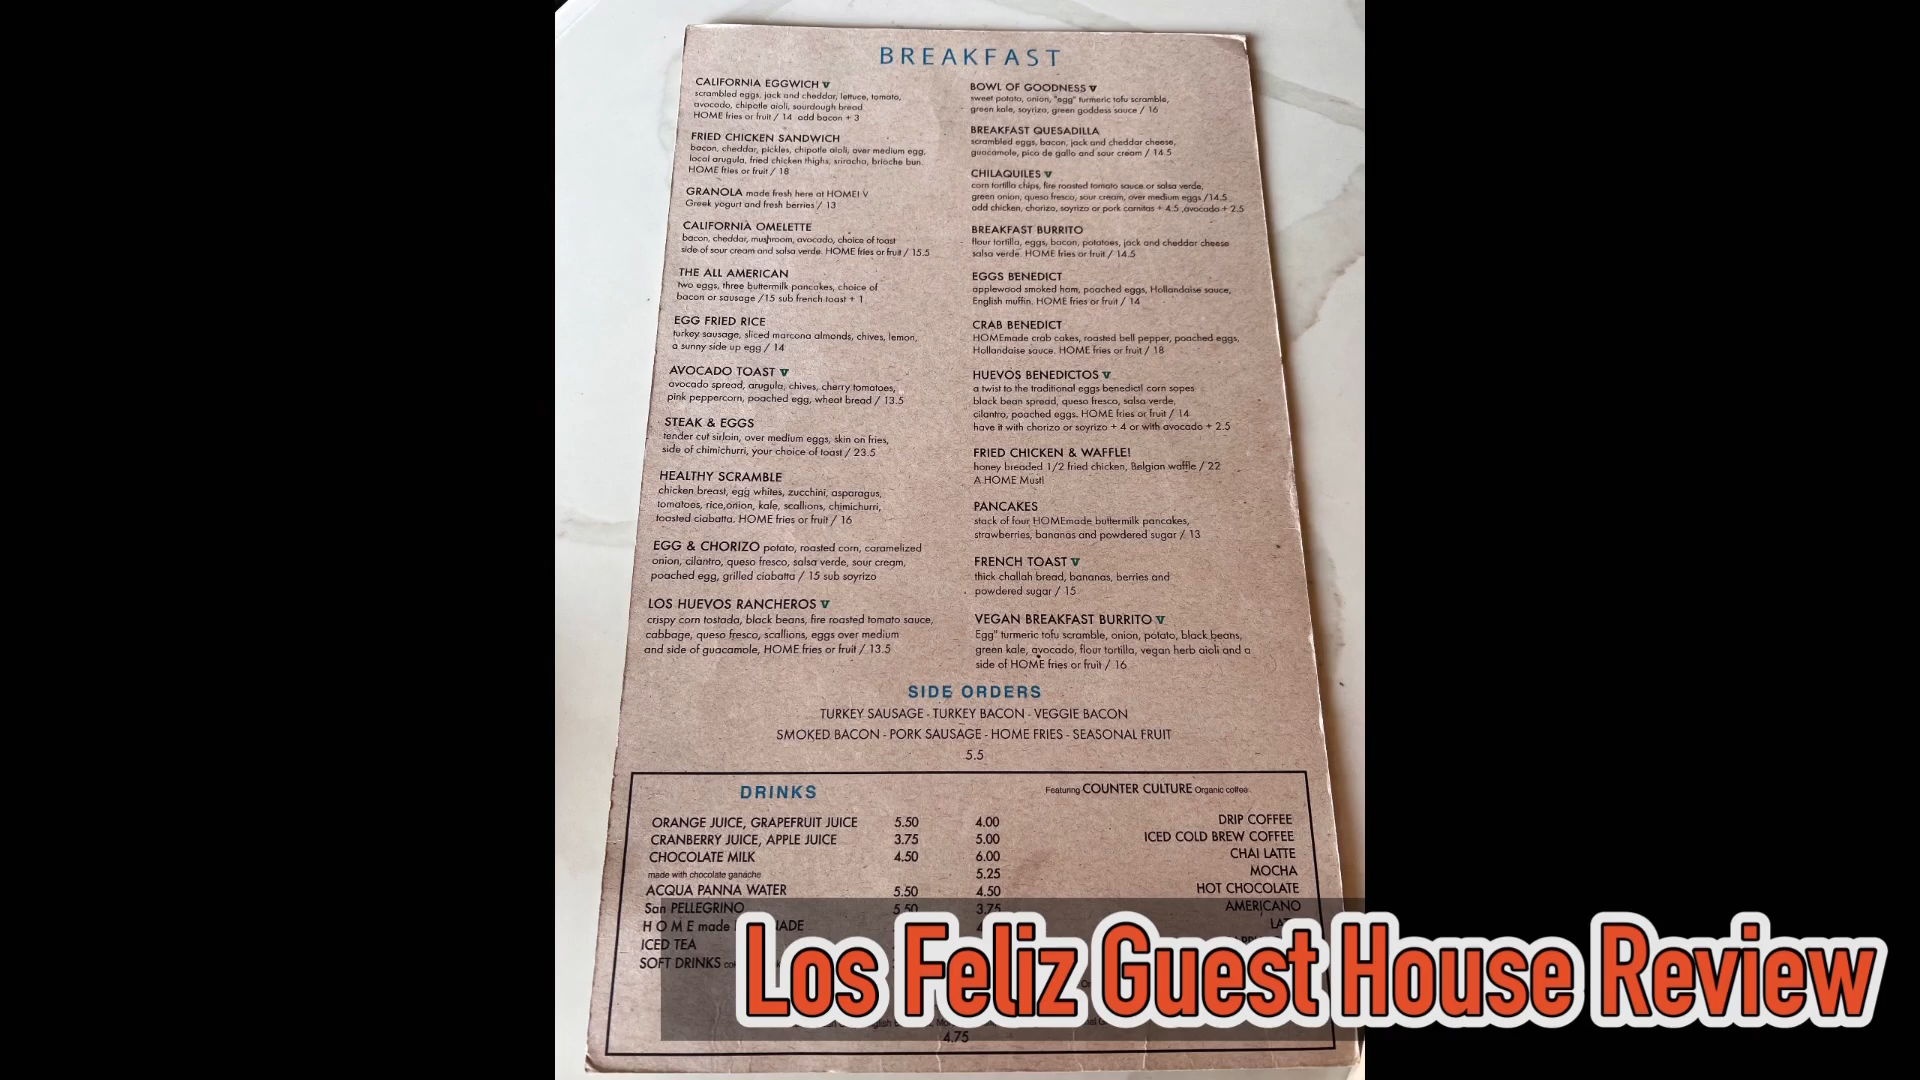 BREAKFAST
CALIFORNIA EGGWICH V
scrambled eggs, jack and cheddar, lettuce, tomato,
avocado, chipotle aioli, sourdough bread
HOME fries or fruit / 14 add bacon + 3
FRIED CHICKEN SANDWICH
bacon, cheddar, pickles, chipotle aioli, over medium egg,
local arugula, fried chicken thighs, sriracha, brioche bun.
HOME fries or fruit / 18
GRANOLA made fresh here at HOME! V
Greek yogurt and fresh berries / 13
CALIFORNIA OMELETTE
bacon, cheddar, mushroom, avocado, choice of toast
side of sour cream and salsa verde. HOME fries or fruit / 15.5
THE ALL AMERICAN
two eggs, three buttermilk pancakes, choice of
bacon or sausage /15 sub french toast + 1
EGG FRIED RICE
turkey sausage, sliced marcona almonds, chives, lemon,
a sunny side up egg / 14
AVOCADO TOAST V
avocado spread, arugula, chives, cherry tomatoes,
pink peppercorn, poached egg, wheat bread / 13.5
STEAK & EGGS
tender cut sirloin, over medium eggs, skin on fries,
side of chimichurri, your choice of toast / 23.5
HEALTHY SCRAMBLE
chicken breast, egg whites, zucchini, asparagus,
tomatoes, rice,onion, kale, scallions, chimichurri,
toasted ciabatta. HOME fries or fruit / 16
EGG & CHORIZO potato, roasted corn, caramelized
onion, cilantro, queso fresco, salsa verde, sour cream,
poached egg, grilled ciabatta / 15 sub soyrizo
LOS HUEVOS RANCHEROS V
crispy corn tostada, black beans, fire roasted tomato sauce,
cabbage, queso fresco, scallions, eggs over medium
and side of guacamole, HOME fries or fruit / 13.5
BOWL OF GOODNESS V
sweet potato, onion, "egg" turmeric tofu scramble,
green kale, soyrizo, green goddess sauce / 16
BREAKFAST QUESADILLA
scrambled eggs, bacon, jack and cheddar cheese,
guacamole, pico de gallo and sour cream / 14.5
CHILAQUILES V
corn tortilla chips, fire roasted tomato sauce or salsa verde,
green onion, queso fresco, sour cream, over medium eggs /14.5
add chicken, chorizo, soyrizo or pork carnitas + 4.5 avocado + 2.5
BREAKFAST BURRITO
flour tortilla, eggs, bacon, potatoes, jack and cheddar cheese
salsa verde. HOME fries or fruit / 14.5
EGGS BENEDICT
applewood smoked ham, poached eggs, Hollandaise sauce,
English muffin. HOME fries or fruit / 14
CRAB BENEDICT
HOMEmade crab cakes, roasted bell pepper, poached eggs,
Hollandaise sauce. HOME fries or fruit / 18
HUEVOS BENEDICTOS V
a twist to the traditional eggs benedict! corn sopes
black bean spread, queso fresco, salsa verde,
cilantro, poached eggs. HOME fries or fruit / 14
have it with chorizo or soyrizo + 4 or with avocado + 2.5
FRIED CHICKEN & WAFFLE!
honey breaded 1/2 fried chicken, Belgian waffle / 22
A HOME Must!
PANCAKES
stack of four HOMEmade buttermilk pancakes,
strawberries, bananas and powdered sugar / 13
FRENCH TOAST V
thick challah bread, bananas, berries and
powdered sugar / 15
VEGAN BREAKFAST BURRITO V
Egg" turmeric tofu scramble, onion, potato, black beans,
green kale, avocado, flour tortilla, vegan herb aioli and a
side of HOME fries or fruit / 16
SIDE ORDERS
TURKEY SAUSAGE - TURKEY BACON - VEGGIE BACON
SMOKED BACON - PORK SAUSAGE - HOME FRIES - SEASONAL FRUIT
5.5
DRINKS
Featuring COUNTER CULTURE Organic coffee
ORANGE JUICE, GRAPEFRUIT JUICE 5.50 4.00 DRIP COFFEE
CRANBERRY JUICE, APPLE JUICE 3.75 5.00 ICED COLD BREW COFFEE
CHOCOLATE MILK 4.50 6.00 CHAI LATTE
made with chocolate ganache 5.25 MOCHA
ACQUA PANNA WATER 5.50 4.50 HOT CHOCOLATE
San PELLEGRINO 5.50 3.75 AMERICANO
HOMEmade
ICED TEA
SOFT DRINKS
4.75
Los Feliz Guest House Review